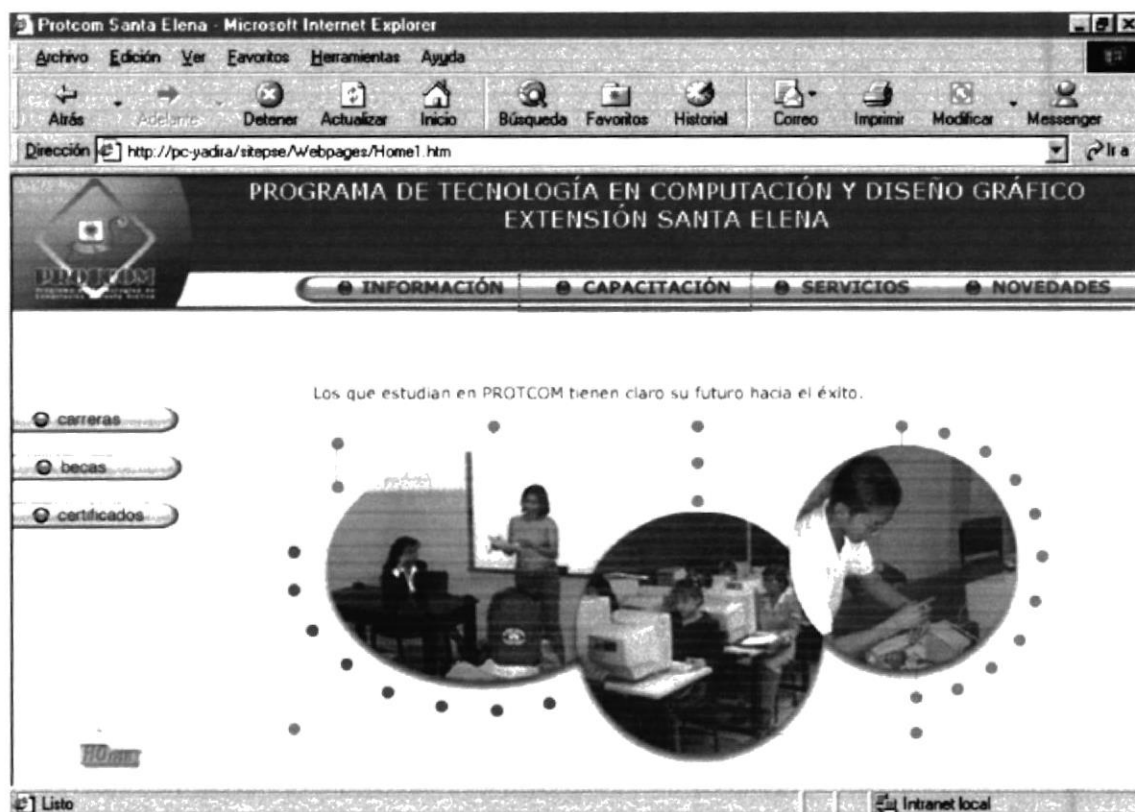 Protcom Santa Elena - Microsoft Internet Explorer
Archivo Edición Ver Favoritos Herramientas Ayuda
Atrás Adelante Detener Actualizar Inicio Búsqueda Favoritos Historial Correo Imprimir Modificar Messenger
Dirección http://pc-yadira/sitepse/Webpages/Home1.htm Ir a
PROGRAMA DE TECNOLOGÍA EN COMPUTACIÓN Y DISEÑO GRÁFICO
EXTENSIÓN SANTA ELENA
PROTCOM
INFORMACIÓN CAPACITACIÓN SERVICIOS NOVEDADES
Los que estudian en PROTCOM tienen claro su futuro hacia el éxito.
carreras
becas
certificados
Listo Intranet local